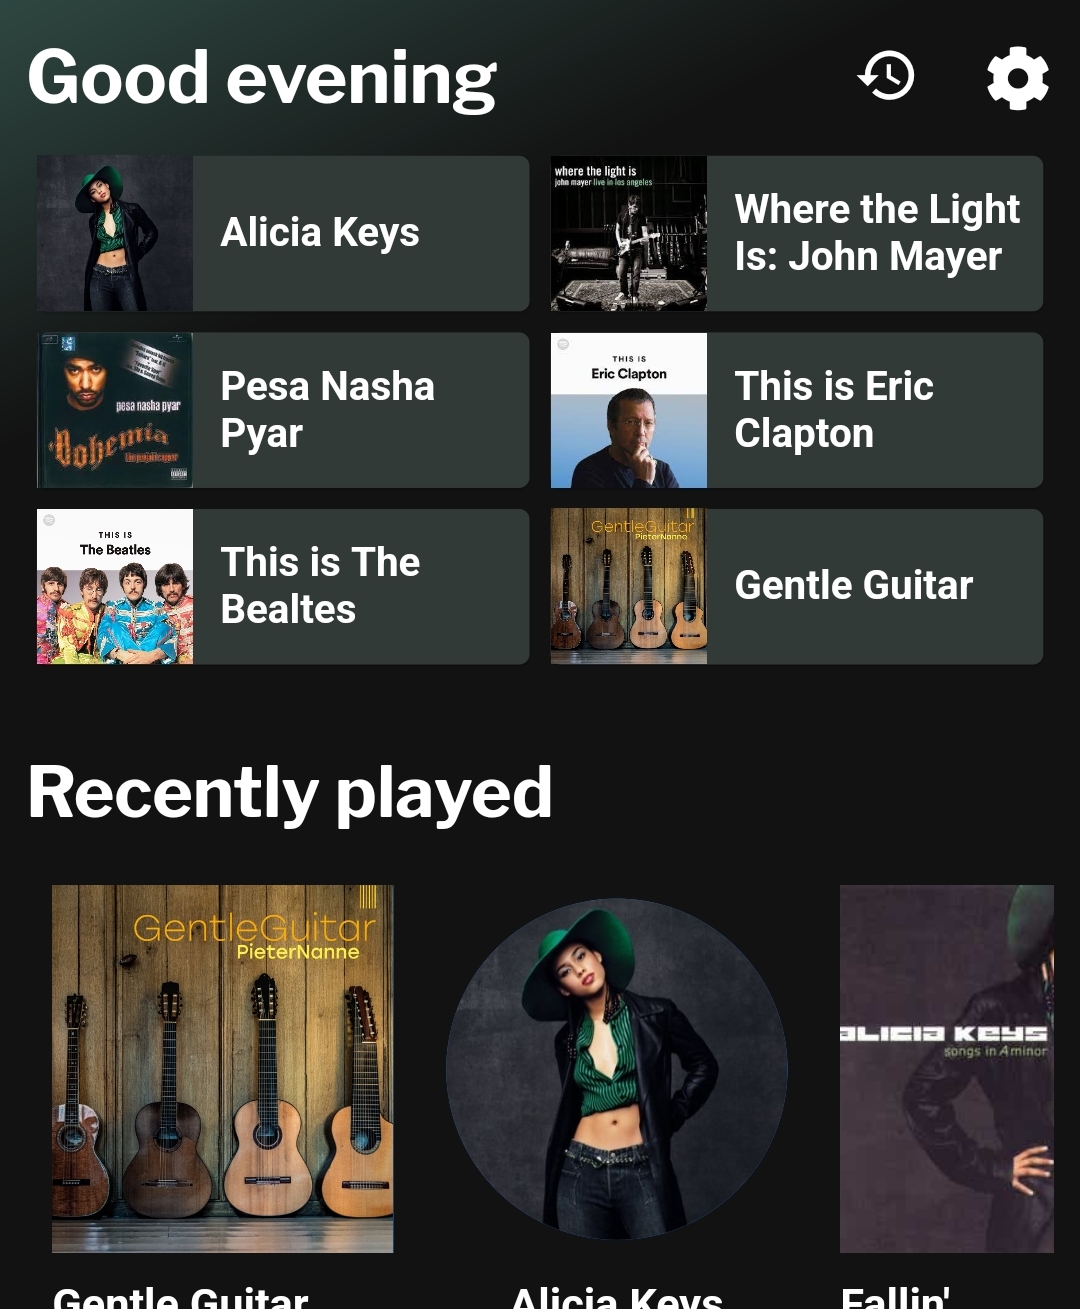 Good evening
Alicia Keys
where the light is
john mayer live in los angeles
Where the Light
Is: John Mayer
pesa nasha pyar
Bohemia
Pesa Nasha
Pyar
THIS IS
Eric Clapton
This is Eric
Clapton
THIS IS
The Beatles
This is The
Bealtes
GentleGuitar
PieterNanne
Gentle Guitar
Recently played
GentleGuitar
PieterNanne
ALICIA KEYS
songs in A minor
Gentle Guitar
Alicia Keys
Fallin'